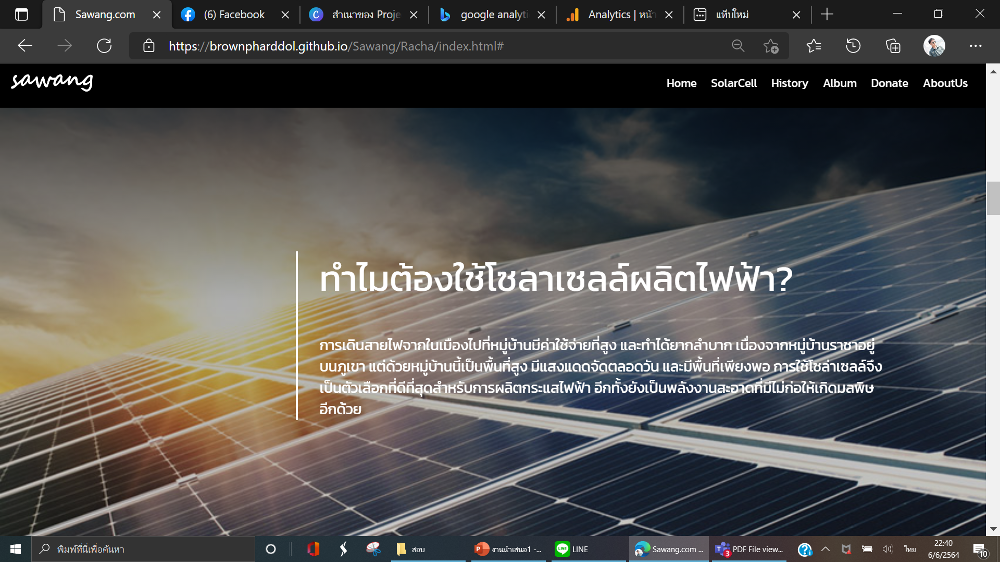 Sawang.com
(6) Facebook
สำเนาของ Proje
google analyti
Analytics | หน้า
แท็บใหม่
https://brownpharddol.github.io/Sawang/Racha/index.html#
sawang
Home SolarCell History Album Donate AboutUs
ทำไมต้องใช้โซลาเซลล์ผลิตไฟฟ้า?
การเดินสายไฟจากในเมืองไปที่หมู่บ้านมีค่าใช้จ่ายที่สูง และทำได้ยากลำบาก เนื่องจากหมู่บ้านราชาอยู่
บนภูเขา แต่ด้วยหมู่บ้านนี้เป็นพื้นที่สูง มีแสงแดดจัดตลอดวัน และมีพื้นที่เพียงพอ การใช้โซล่าเซลล์จึง
เป็นตัวเลือกที่ดีที่สุดสำหรับการผลิตกระแสไฟฟ้า อีกทั้งยังเป็นพลังงานสะอาดที่มีไม่ก่อให้เกิดมลพิษ
อีกด้วย
พิมพ์ที่นี่เพื่อค้นหา
สอบ
งานนำเสนอ1 -...
LINE
Sawang.com ...
3
PDF File view...
ไทย
22:40
6/6/2564
10